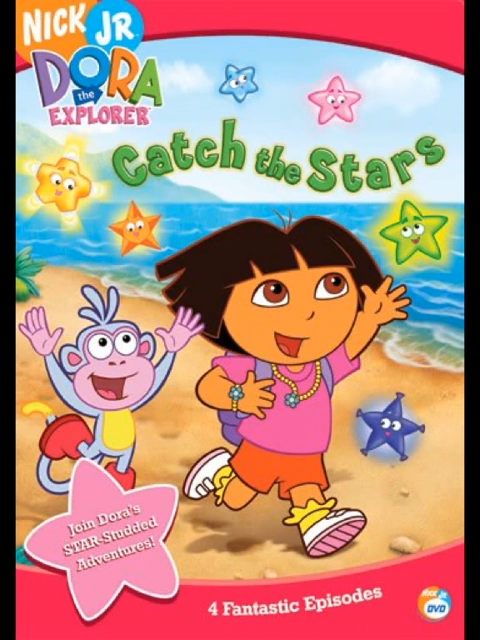 NICK JR
DORA
the
EXPLORER
Catch the Stars
Join Dora's
STAR-Studded
Adventures!
4 Fantastic Episodes
NICK JR.
DVD